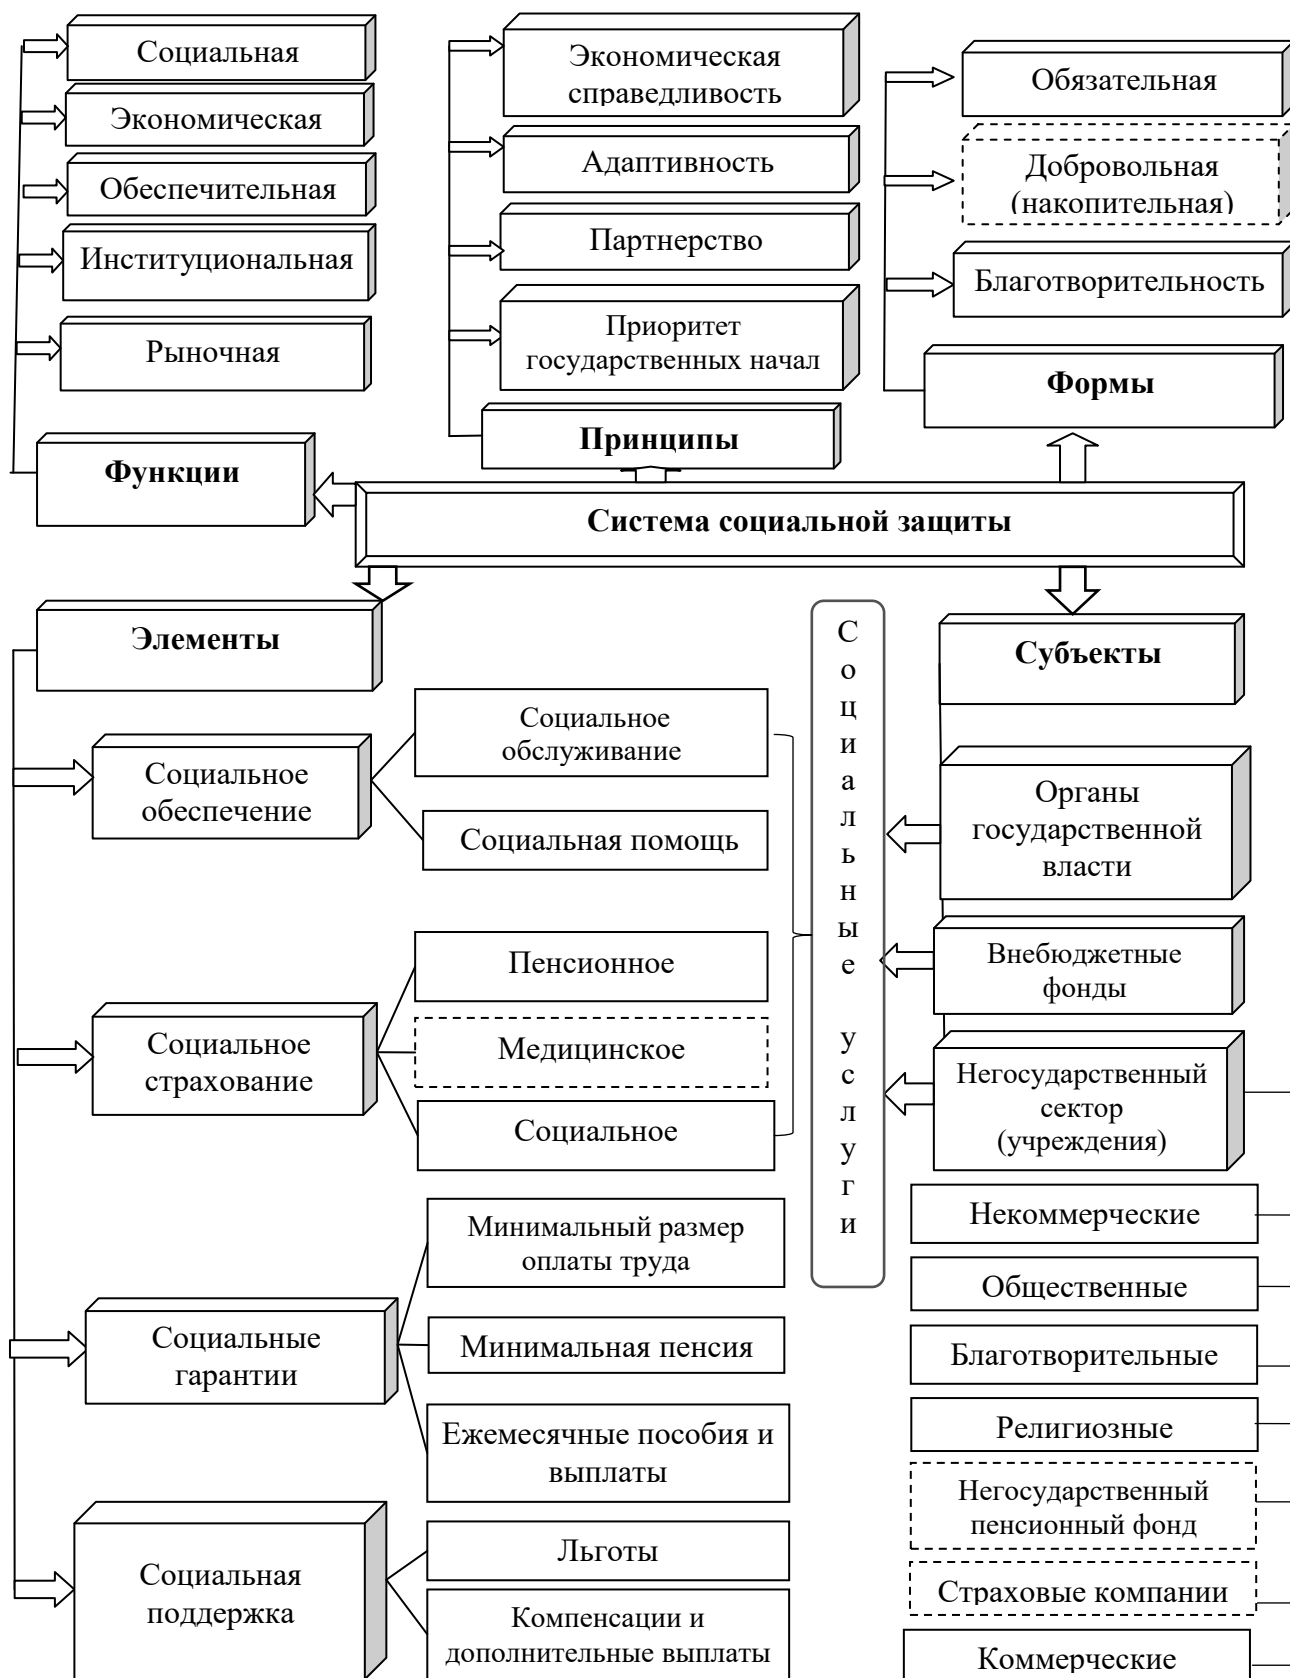 Социальная
Экономическая
Обеспечительная
Институциональная
Рыночная
Функции
Экономическая
справедливость
Адаптивность
Партнерство
Приоритет
государственных начал
Принципы
Обязательная
Добровольная
(накопительная)
Благотворительность
Формы
Система социальной защиты
Элементы
Социальное
обеспечение
Социальное
обслуживание
Социальная помощь
Социальное
страхование
Пенсионное
Медицинское
Социальное
Социальные
гарантии
Минимальный размер
оплаты труда
Минимальная пенсия
Ежемесячные пособия и
выплаты
Социальная
поддержка
Льготы
Компенсации и
дополнительные выплаты
Социальные услуги
Субъекты
Органы
государственной
власти
Внебюджетные
фонды
Негосударственный
сектор
(учреждения)
Некоммерческие
Общественные
Благотворительные
Религиозные
Негосударственный
пенсионный фонд
Страховые компании
Коммерческие